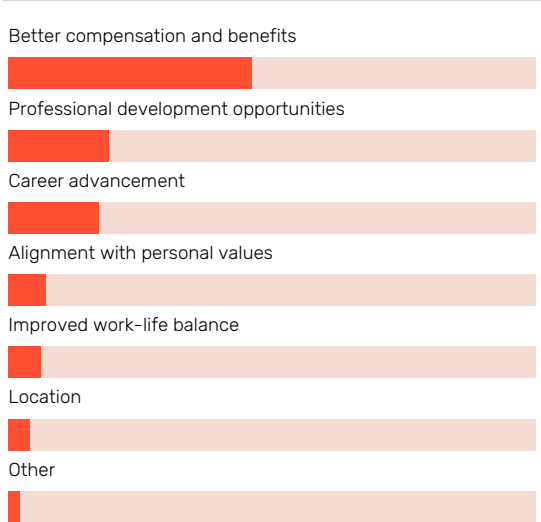 Better compensation and benefits
Professional development opportunities
Career advancement
Alignment with personal values
Improved work-life balance
Location
Other